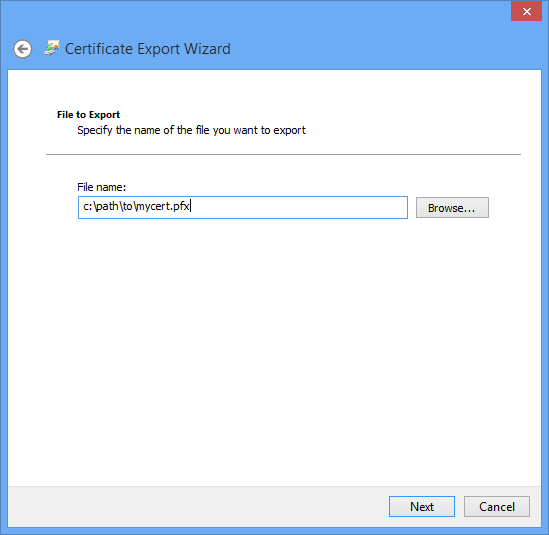 Certificate Export Wizard
File to Export
Specify the name of the file you want to export
File name:
c:\path\to\mycert.pfx
Browse...
Next
Cancel